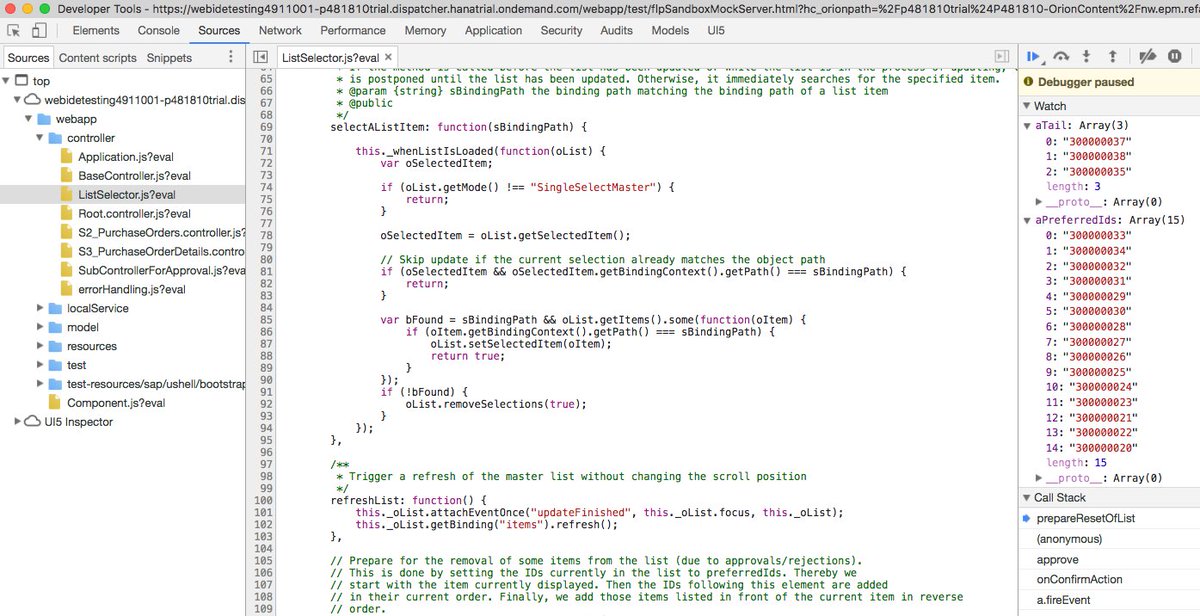 Developer Tools - https://webidetesting4911001-p481810trial.dispatcher.hanatrial.ondemand.com/webapp/test/flpSandboxMockServer.html?hc_orionpath=%2Fp481810trial%24P481810-OrionContent%2Fnw.epm.refa
Elements Console Sources Network Performance Memory Application Security Audits Models UI5
Sources Content scripts Snippets
ListSelector.js?eval ×
top
webidetesting4911001-p481810trial.dis
webapp
controller
Application.js?eval
BaseController.js?eval
ListSelector.js?eval
Root.controller.js?eval
S2_PurchaseOrders.controller.js?
S3_PurchaseOrderDetails.contro
SubControllerForApproval.js?eva
errorHandling.js?eval
localService
model
resources
test
test-resources/sap/ushell/bootstrap
Component.js?eval
UI5 Inspector
65 * is postponed until the list has been updated. Otherwise, it immediately searches for the specified item.
66 * @param {string} sBindingPath the binding path matching the binding path of a list item
67 * @public
68 */
69 selectAListItem: function(sBindingPath) {
70
71 this._whenListIsLoaded(function(oList) {
72 var oSelectedItem;
73
74 if (oList.getMode() !== "SingleSelectMaster") {
75 return;
76 }
77
78 oSelectedItem = oList.getSelectedItem();
79
80 // Skip update if the current selection already matches the object path
81 if (oSelectedItem && oSelectedItem.getBindingContext().getPath() === sBindingPath) {
82 return;
83 }
84
85 var bFound = sBindingPath && oList.getItems().some(function(oItem) {
86 if (oItem.getBindingContext().getPath() === sBindingPath) {
87 oList.setSelectedItem(oItem);
88 return true;
89 }
90 });
91 if (!bFound) {
92 oList.removeSelections(true);
93 }
94 });
95 },
96
97 /**
98 * Trigger a refresh of the master list without changing the scroll position
99 */
100 refreshList: function() {
101 this._oList.attachEventOnce("updateFinished", this._oList.focus, this._oList);
102 this._oList.getBinding("items").refresh();
103 },
104
105 // Prepare for the removal of some items from the list (due to approvals/rejections).
106 // This is done by setting the IDs currently in the list to preferredIds. Thereby we
107 // start with the item currently displayed. Then the IDs following this element are added
108 // in their current order. Finally, we add those items listed in front of the current item in reverse
109 // order.
Debugger paused
Watch
aTail: Array(3)
0: "300000037"
1: "300000038"
2: "300000035"
length: 3
__proto__: Array(0)
aPreferredIds: Array(15)
0: "300000033"
1: "300000034"
2: "300000032"
3: "300000031"
4: "300000029"
5: "300000030"
6: "300000028"
7: "300000027"
8: "300000026"
9: "300000025"
10: "300000024"
11: "300000023"
12: "300000021"
13: "300000022"
14: "300000020"
length: 15
__proto__: Array(0)
Call Stack
prepareResetOfList
(anonymous)
approve
onConfirmAction
a.fireEvent